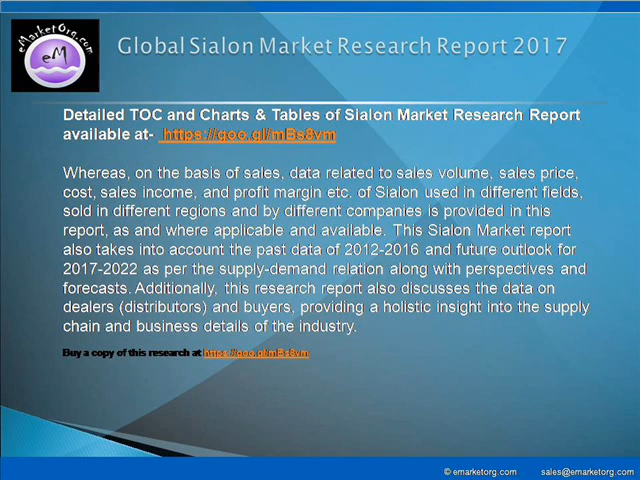 eMarketOrg.com
eM
Global Sialon Market Research Report 2017
Detailed TOC and Charts & Tables of Sialon Market Research Report
available at- https://goo.gl/mBs8vm
Whereas, on the basis of sales, data related to sales volume, sales price,
cost, sales income, and profit margin etc. of Sialon used in different fields,
sold in different regions and by different companies is provided in this
report, as and where applicable and available. This Sialon Market report
also takes into account the past data of 2012-2016 and future outlook for
2017-2022 as per the supply-demand relation along with perspectives and
forecasts. Additionally, this research report also discusses the data on
dealers (distributors) and buyers, providing a holistic insight into the supply
chain and business details of the industry.
Buy a copy of this research at https://goo.gl/mBs8vm
© emarketorg.com sales@emarketorg.com